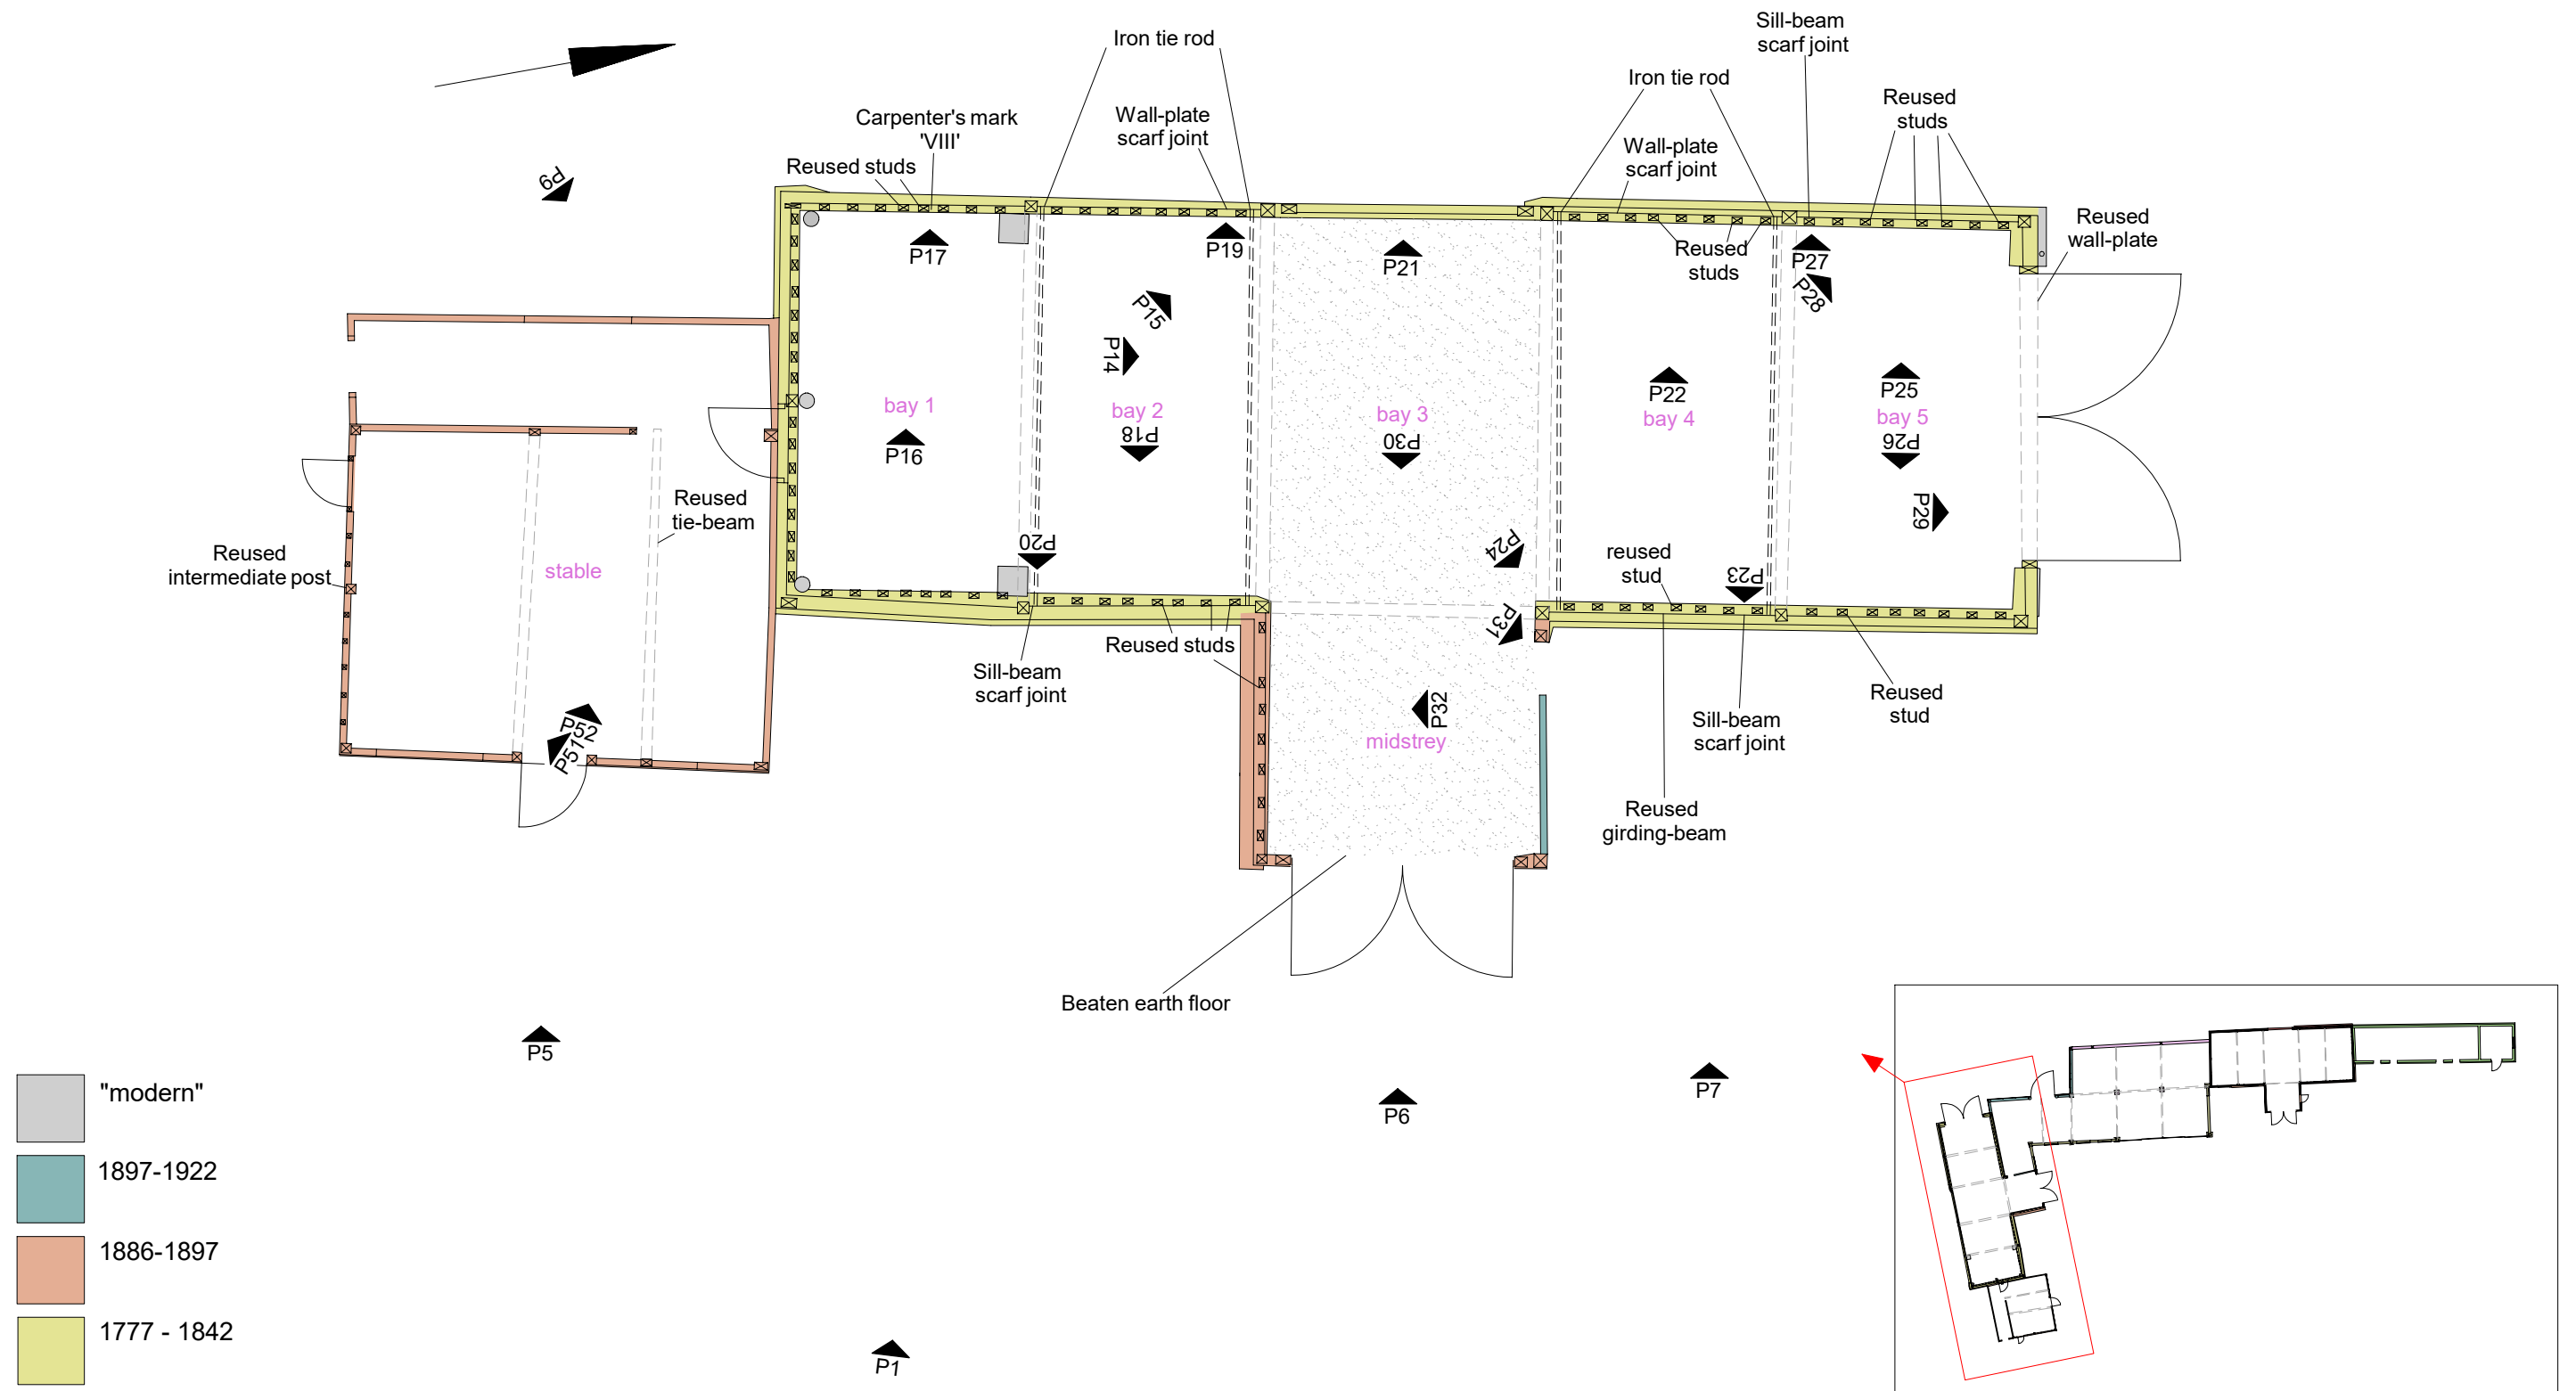 Sill-beam
scarf joint
Iron tie rod
Iron tie rod
Reused
studs
Carpenter's mark
'VIII'
Wall-plate
scarf joint
Wall-plate
scarf joint
Reused studs
P9
Reused
wall-plate
P17
P19
P21
Reused
studs
P27
P28
P15
P14
P16
bay 1
bay 2
P18
bay 3
P30
P22
bay 4
P25
bay 5
P26
P29
Reused
tie-beam
Reused
intermediate post
stable
P20
P24
reused
stud
P23
P31
Reused studs
Sill-beam
scarf joint
P32
midstrey
Sill-beam
scarf joint
Reused
stud
P52
P51
Reused
girding-beam
Beaten earth floor
P5
P6
P7
P1
"modern"
1897-1922
1886-1897
1777 - 1842